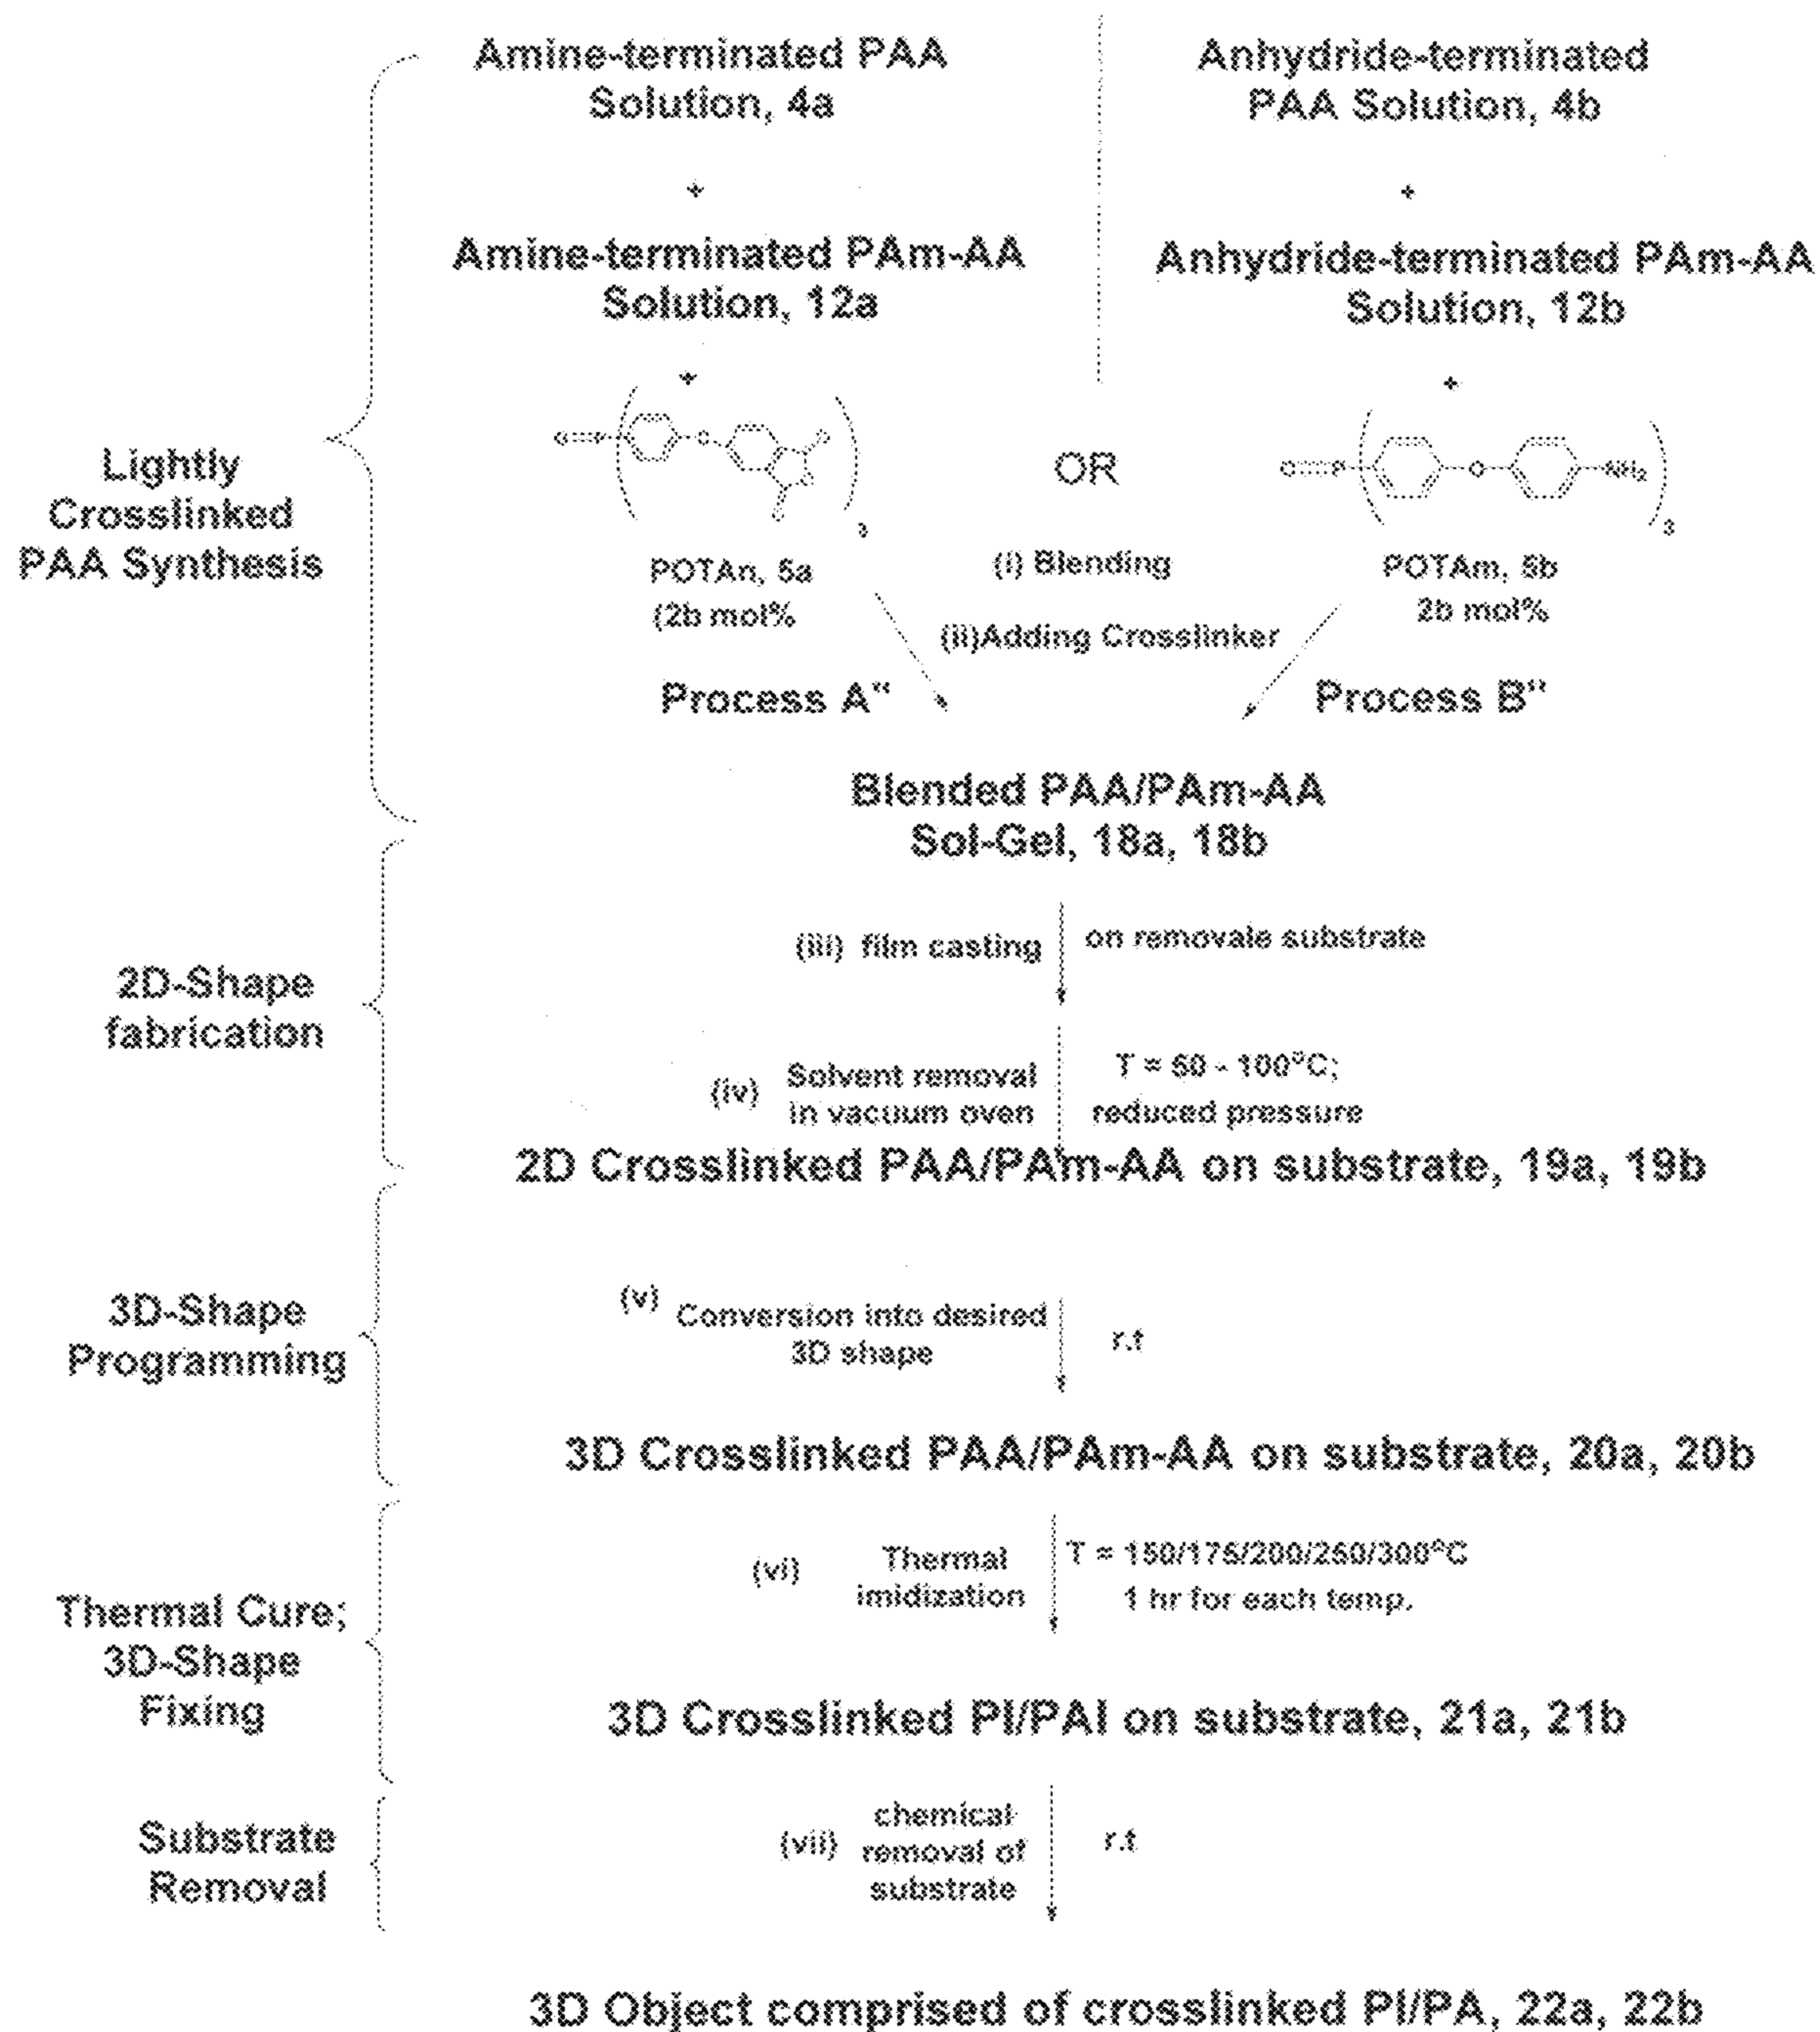 Amine-terminated PAA
Solution, 4a
+
Amine-terminated PAm-AA
Solution, 12a
+
O=P
O
O
O
O
3
POTAn, 5a
(2b mol%
Process A"
Anhydride-terminated
PAA Solution, 4b
+
Anhydride-terminated PAm-AA
Solution, 12b
+
O=P
O
NH2
3
POTAm, 5b
2b mol%
Process B"
OR
(i) Blending
(ii)Adding Crosslinker
Lightly
Crosslinked
PAA Synthesis
Blended PAA/PAm-AA
Sol-Gel, 18a, 18b
2D-Shape
fabrication
(iii) film casting
on removale substrate
(iv) Solvent removal
in vacuum oven
T = 60 - 100°C;
reduced pressure
2D Crosslinked PAA/PAm-AA on substrate, 19a, 19b
3D-Shape
Programming
(v) Conversion into desired
3D shape
r.t
3D Crosslinked PAA/PAm-AA on substrate, 20a, 20b
Thermal Cure;
3D-Shape
Fixing
(vi) Thermal
imidization
T = 150/175/200/250/300°C
1 hr for each temp.
3D Crosslinked PI/PAI on substrate, 21a, 21b
Substrate
Removal
(vii) chemical
removal of
substrate
r.t
3D Object comprised of crosslinked PI/PA, 22a, 22b